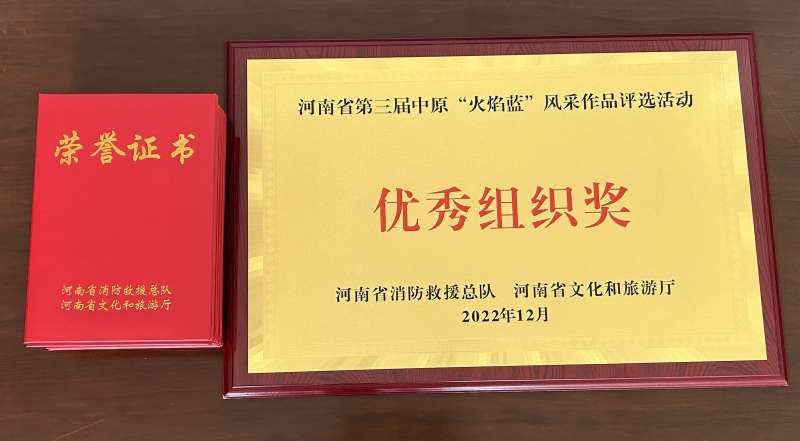 荣誉证书
河南省消防救援总队
河南省文化和旅游厅
河南省第三届中原“火焰蓝”风采作品评选活动
优秀组织奖
河南省消防救援总队 河南省文化和旅游厅
2022年12月